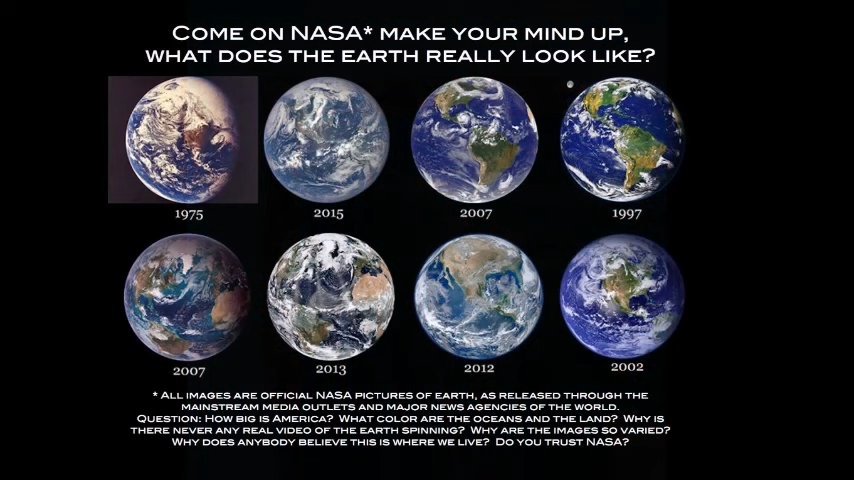 COME ON NASA* MAKE YOUR MIND UP,
WHAT DOES THE EARTH REALLY LOOK LIKE?
1975
2015
2007
1997
2007
2013
2012
2002
* ALL IMAGES ARE OFFICIAL NASA PICTURES OF EARTH, AS RELEASED THROUGH THE
MAINSTREAM MEDIA OUTLETS AND MAJOR NEWS AGENCIES OF THE WORLD.
QUESTION: HOW BIG IS AMERICA? WHAT COLOR ARE THE OCEANS AND THE LAND? WHY IS
THERE NEVER ANY REAL VIDEO OF THE EARTH SPINNING? WHY ARE THE IMAGES SO VARIED?
WHY DOES ANYBODY BELIEVE THIS IS WHERE WE LIVE? DO YOU TRUST NASA?